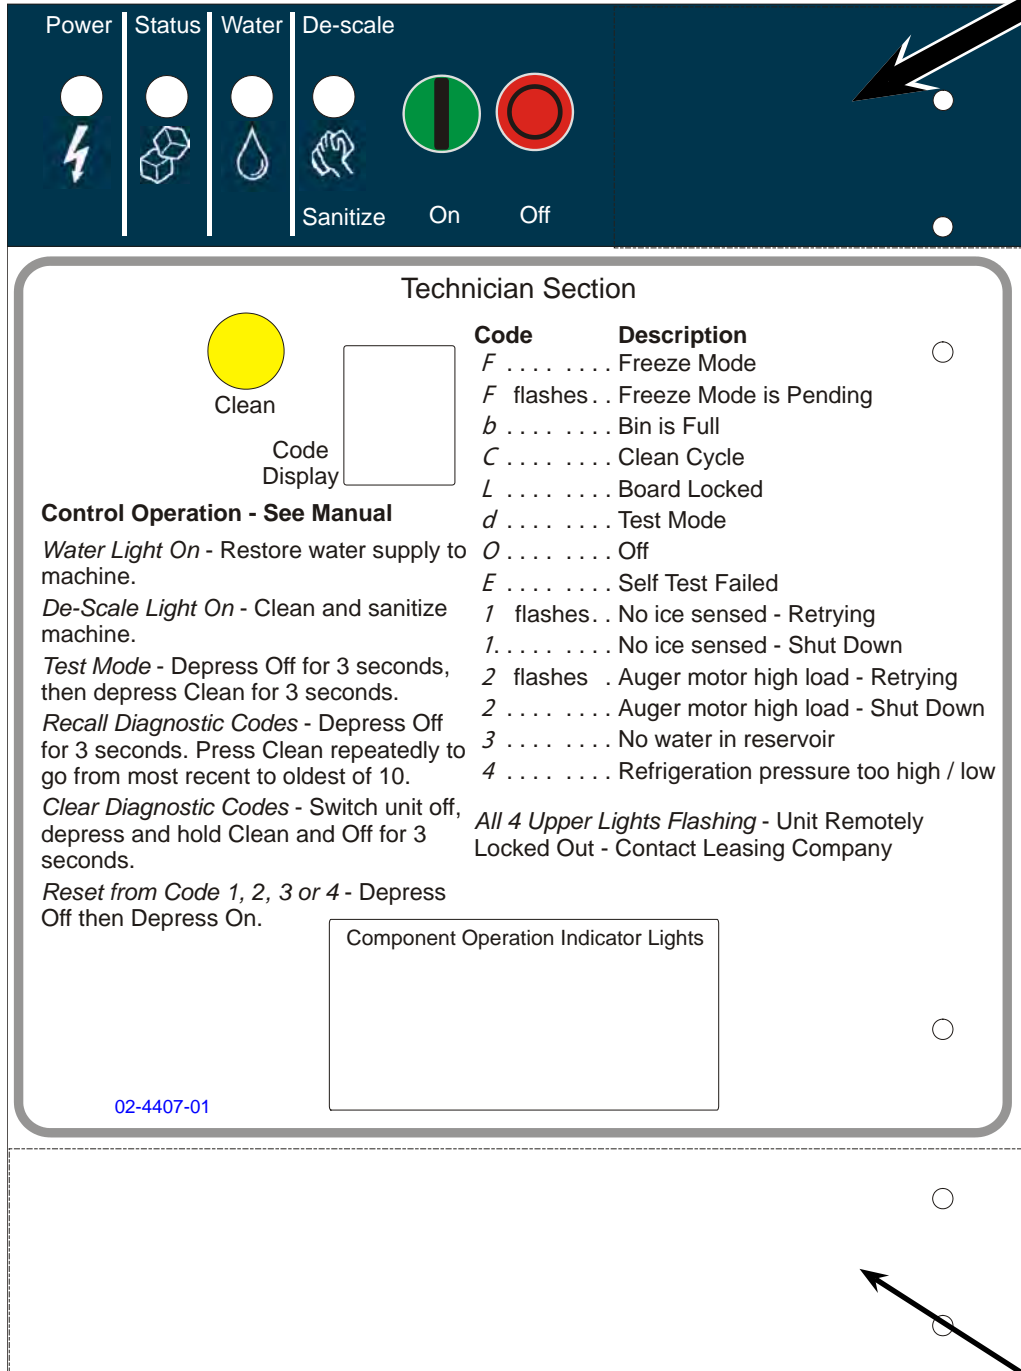 Power Status Water De-scale
Sanitize On Off
Technician Section
Clean
Code
Display
Control Operation - See Manual
Water Light On - Restore water supply to
machine.
De-Scale Light On - Clean and sanitize
machine.
Test Mode - Depress Off for 3 seconds,
then depress Clean for 3 seconds.
Recall Diagnostic Codes - Depress Off
for 3 seconds. Press Clean repeatedly to
go from most recent to oldest of 10.
Clear Diagnostic Codes - Switch unit off,
depress and hold Clean and Off for 3
seconds.
Reset from Code 1, 2, 3 or 4 - Depress
Off then Depress On.
Code Description
F . . . . . . . . Freeze Mode
F flashes . . Freeze Mode is Pending
b . . . . . . . . Bin is Full
C . . . . . . . . Clean Cycle
L . . . . . . . . Board Locked
d . . . . . . . . Test Mode
O . . . . . . . . Off
E . . . . . . . . Self Test Failed
1 flashes . . No ice sensed - Retrying
1. . . . . . . . . No ice sensed - Shut Down
2 flashes . Auger motor high load - Retrying
2 . . . . . . . . Auger motor high load - Shut Down
3 . . . . . . . . No water in reservoir
4 . . . . . . . . Refrigeration pressure too high / low
All 4 Upper Lights Flashing - Unit Remotely
Locked Out - Contact Leasing Company
Component Operation Indicator Lights
02-4407-01